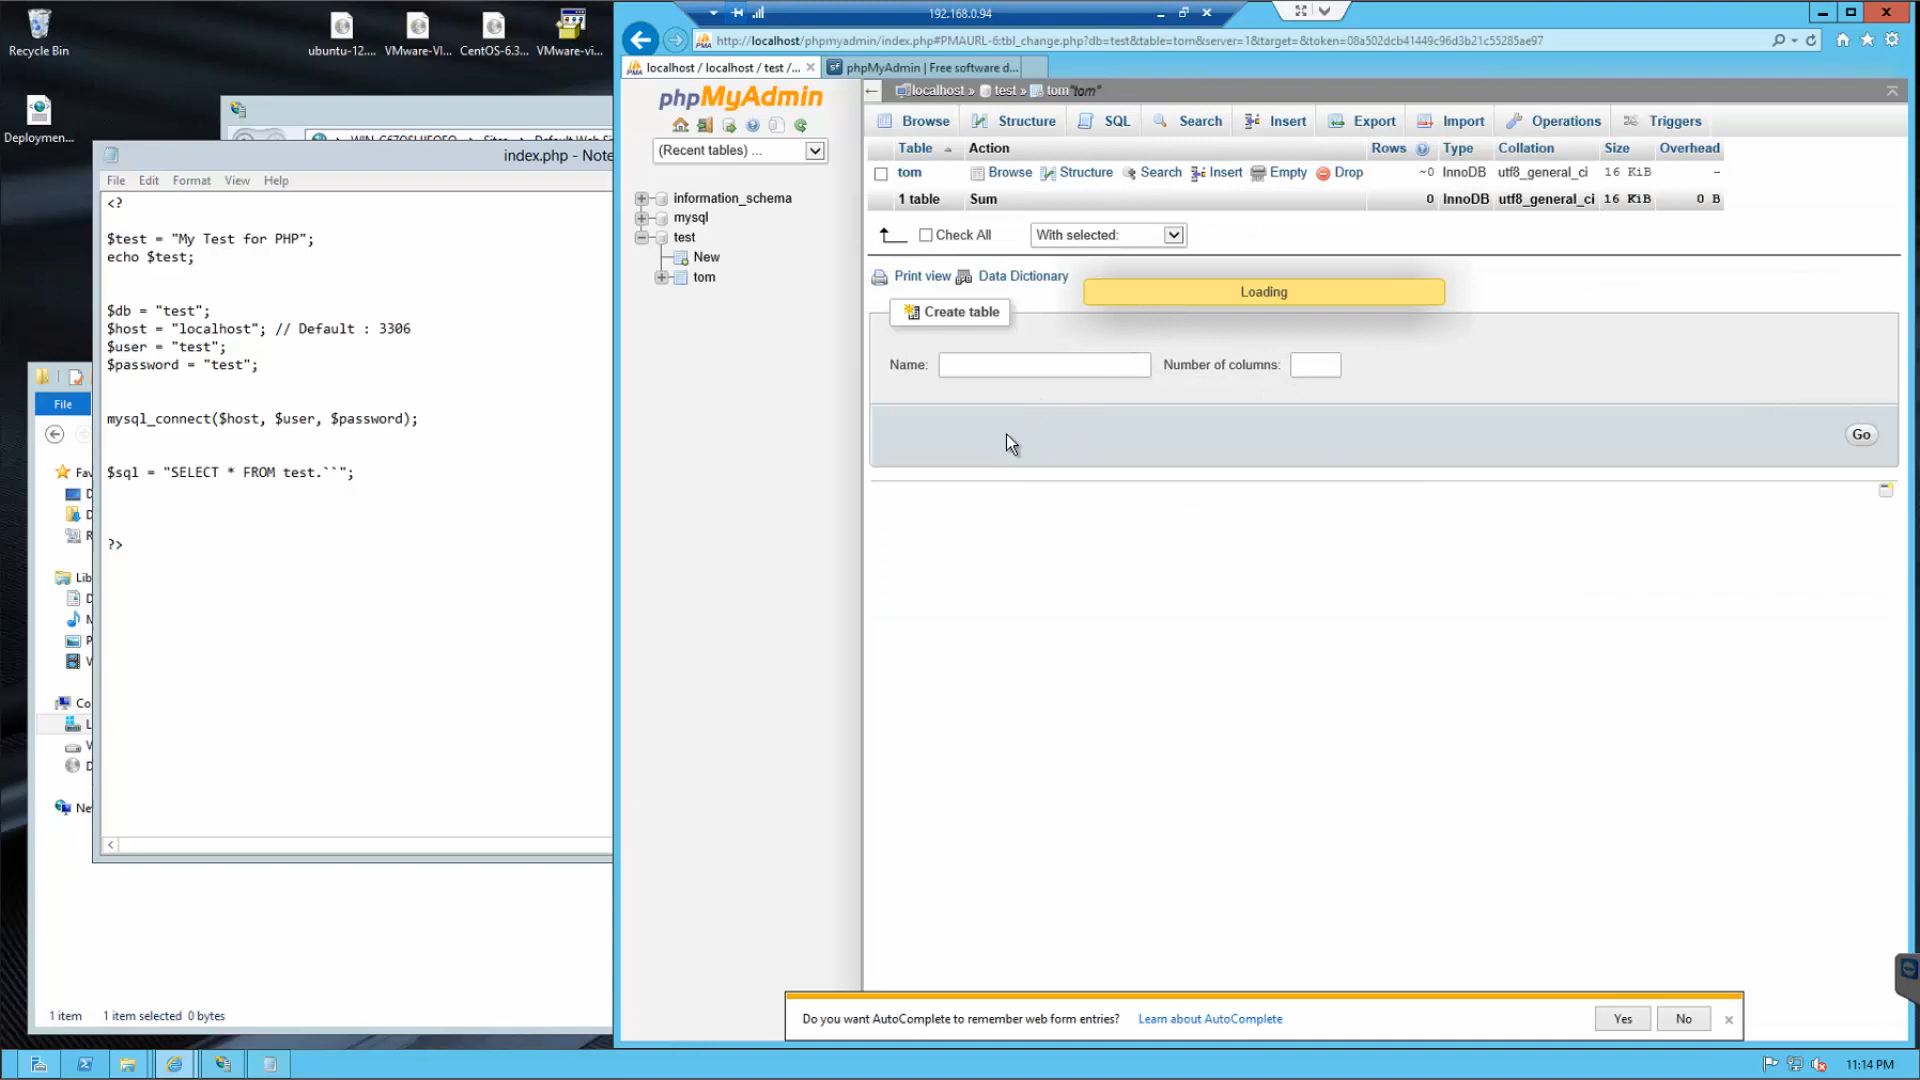 Recycle Bin
ubuntu-12....
VMware-VI...
CentOS-6.3...
VMware-vi...
Deploymen...
192.168.0.94
http://localhost/phpmyadmin/index.php#PMAURL-6:tbl_change.php?db=test&table=tom&server=1&target=&token=08a502dcb41449c96d3b21c55285ae97
localhost / localhost / test /...
phpMyAdmin | Free software d...
index.php - Note
File Edit Format View Help
<?
$test = "My Test for PHP";
echo $test;
$db = "test";
$host = "localhost"; // Default : 3306
$user = "test";
$password = "test";
mysql_connect($host, $user, $password);
$sql = "SELECT * FROM test.``";
?>
File
Fav
Lib
Co
Ne
1 item 1 item selected 0 bytes
phpMyAdmin
(Recent tables) ...
information_schema
mysql
test
New
tom
localhost » test » tom "tom"
Browse Structure SQL Search Insert Export Import Operations Triggers
Table Action Rows Type Collation Size Overhead
tom Browse Structure Search Insert Empty Drop ~0 InnoDB utf8_general_ci 16 KiB -
1 table Sum 0 InnoDB utf8_general_ci 16 KiB 0 B
Check All With selected:
Print view Data Dictionary
Loading
Create table
Name: Number of columns:
Go
Do you want AutoComplete to remember web form entries? Learn about AutoComplete Yes No
11:14 PM